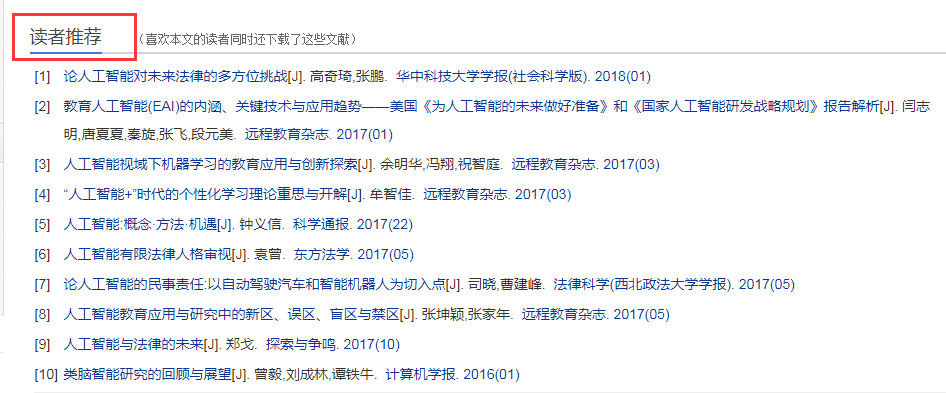 读者推荐 (喜欢本文的读者同时还下载了这些文献)
[1] 论人工智能对未来法律的多方位挑战[J]. 高奇琦,张鹏. 华中科技大学学报(社会科学版). 2018(01)
[2] 教育人工智能(EAI)的内涵、关键技术与应用趋势——美国《为人工智能的未来做好准备》和《国家人工智能研发战略规划》报告解析[J]. 闫志
明,唐夏夏,秦旋,张飞,段元美. 远程教育杂志. 2017(01)
[3] 人工智能视域下机器学习的教育应用与创新探索[J]. 余明华,冯翔,祝智庭. 远程教育杂志. 2017(03)
[4] “人工智能+”时代的个性化学习理论重思与开解[J]. 牟智佳. 远程教育杂志. 2017(03)
[5] 人工智能:概念·方法·机遇[J]. 钟义信. 科学通报. 2017(22)
[6] 人工智能有限法律人格审视[J]. 袁曾. 东方法学. 2017(05)
[7] 论人工智能的民事责任:以自动驾驶汽车和智能机器人为切入点[J]. 司晓,曹建峰. 法律科学(西北政法大学学报). 2017(05)
[8] 人工智能教育应用与研究中的新区、误区、盲区与禁区[J]. 张坤颖,张家年. 远程教育杂志. 2017(05)
[9] 人工智能与法律的未来[J]. 郑戈. 探索与争鸣. 2017(10)
[10] 类脑智能研究的回顾与展望[J]. 曾毅,刘成林,谭铁牛. 计算机学报. 2016(01)